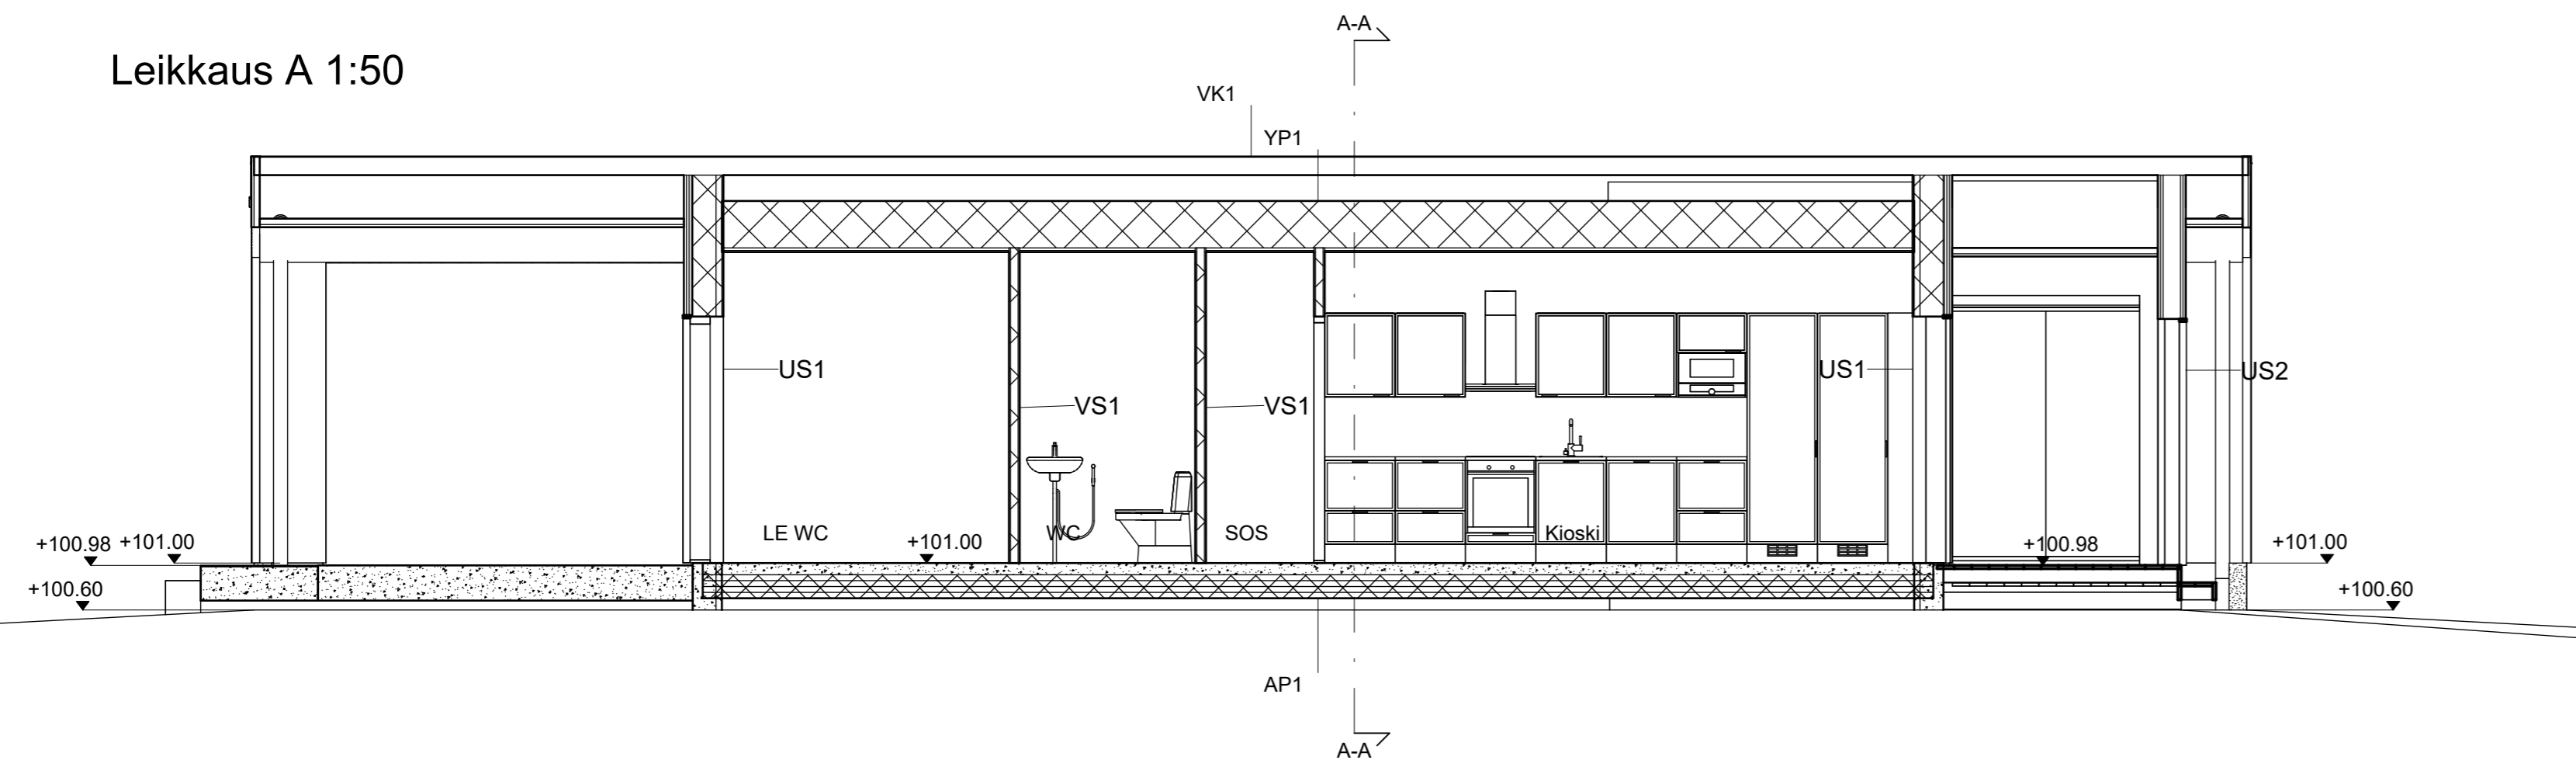 A-A
Leikkaus A 1:50
VK1
YP1
US1
US1
US2
VS1
VS1
LE WC
WC
SOS
Kioski
+100.98
+101.00
+101.00
+100.98
+101.00
+100.60
+100.60
AP1
A-A